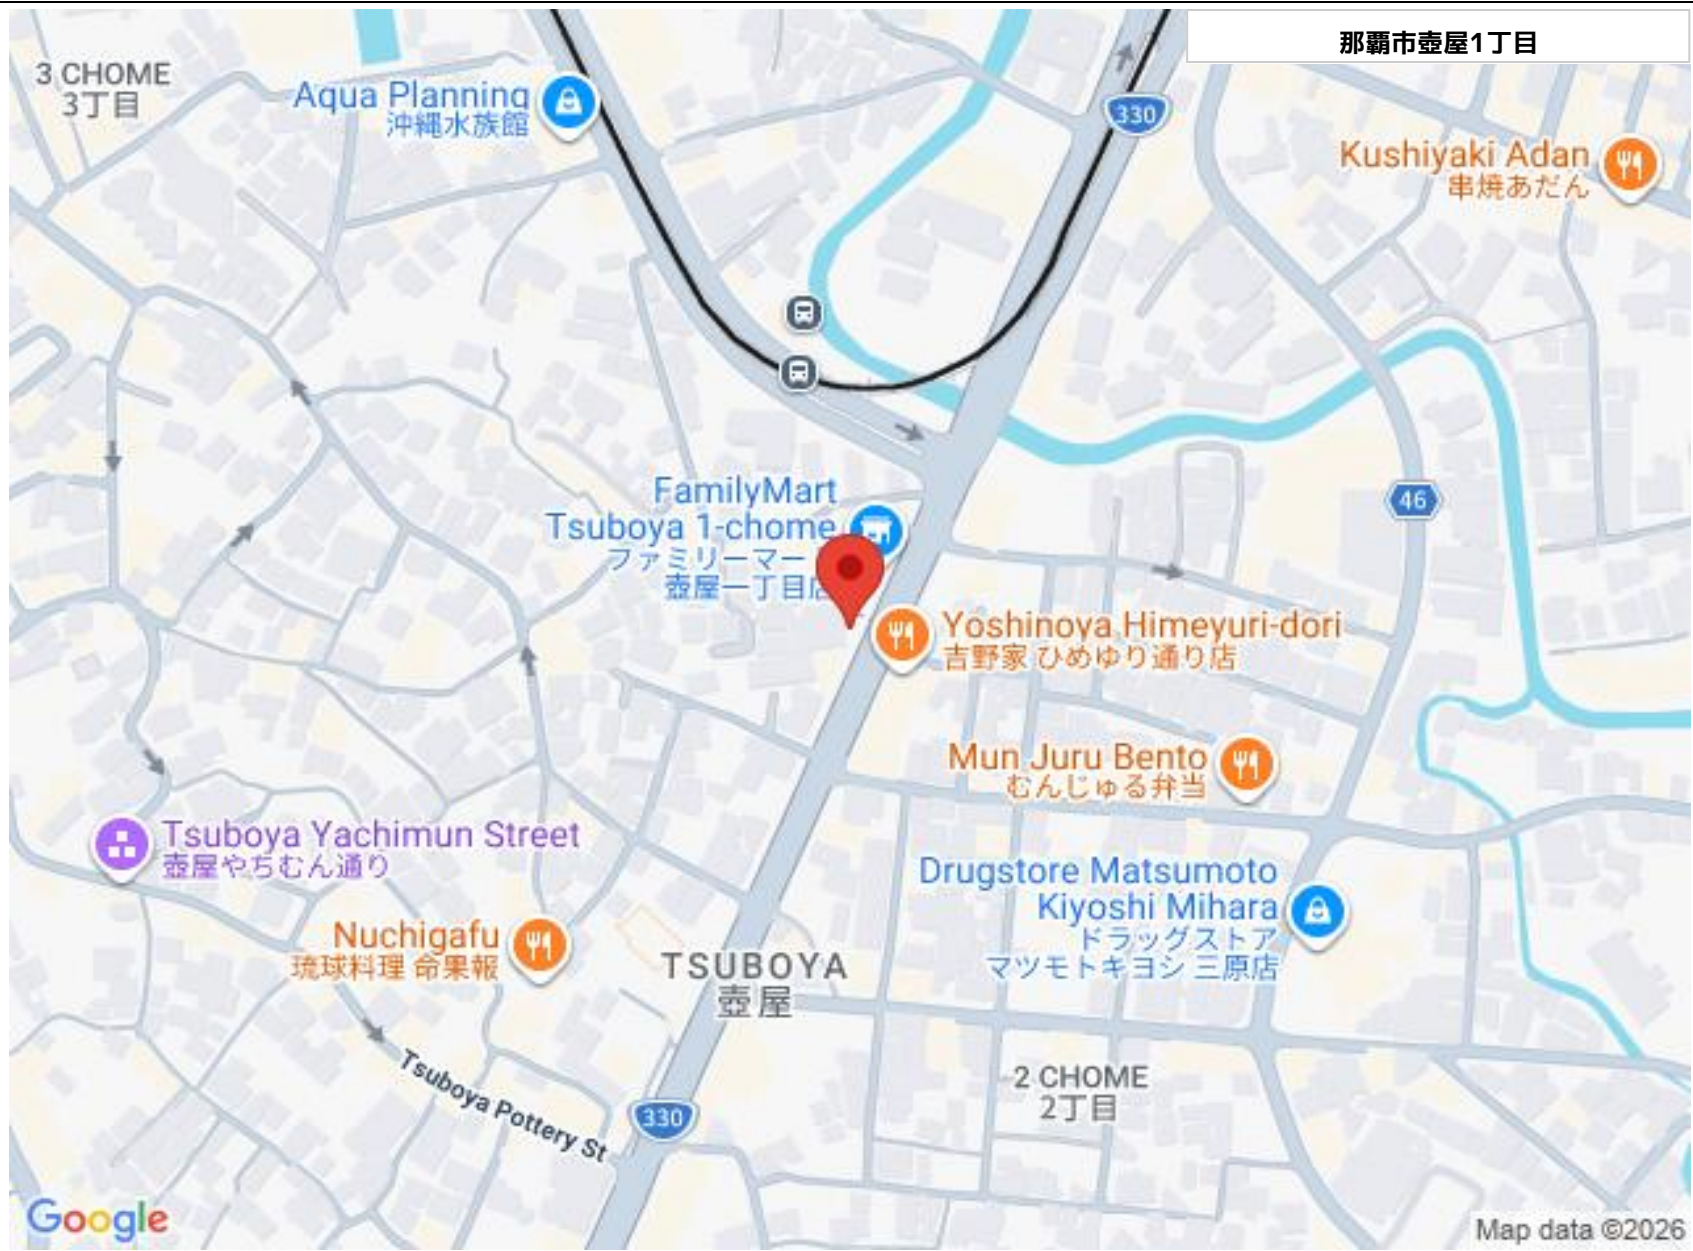 那覇市壺屋1丁目
3 CHOME
3丁目
Aqua Planning
沖縄水族館
330
Kushiyaki Adan
串焼あだん
FamilyMart
Tsuboya 1-chome
ファミリーマー
壺屋一丁目店
46
Yoshinoya Himeyuri-dori
吉野家 ひめゆり通り店
Mun Juru Bento
むんじゅる弁当
Tsuboya Yachimun Street
壺屋やちむん通り
Drugstore Matsumoto
Kiyoshi Mihara
ドラッグストア
マツモトキヨシ 三原店
Nuchigafu
琉球料理 命果報
TSUBOYA
壺屋
2 CHOME
2丁目
Tsuboya Pottery St
330
Google
Map data ©2026